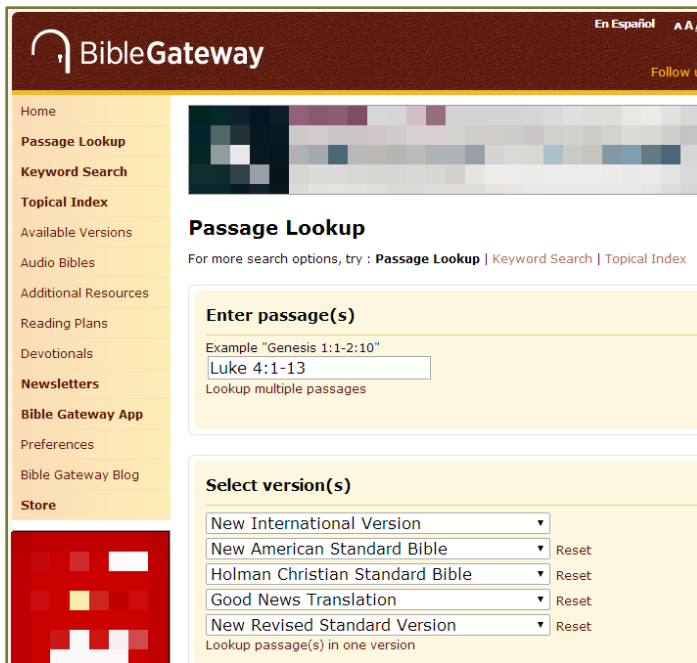 En Español AA
BibleGateway
Follow
Home
Passage Lookup
Keyword Search
Topical Index
Available Versions
Audio Bibles
Additional Resources
Reading Plans
Devotionals
Newsletters
Bible Gateway App
Preferences
Bible Gateway Blog
Store
Passage Lookup
For more search options, try : Passage Lookup | Keyword Search | Topical Index
Enter passage(s)
Example "Genesis 1:1-2:10"
Luke 4:1-13
Lookup multiple passages
Select version(s)
New International Version
New American Standard Bible Reset
Holman Christian Standard Bible Reset
Good News Translation Reset
New Revised Standard Version Reset
Lookup passage(s) in one version